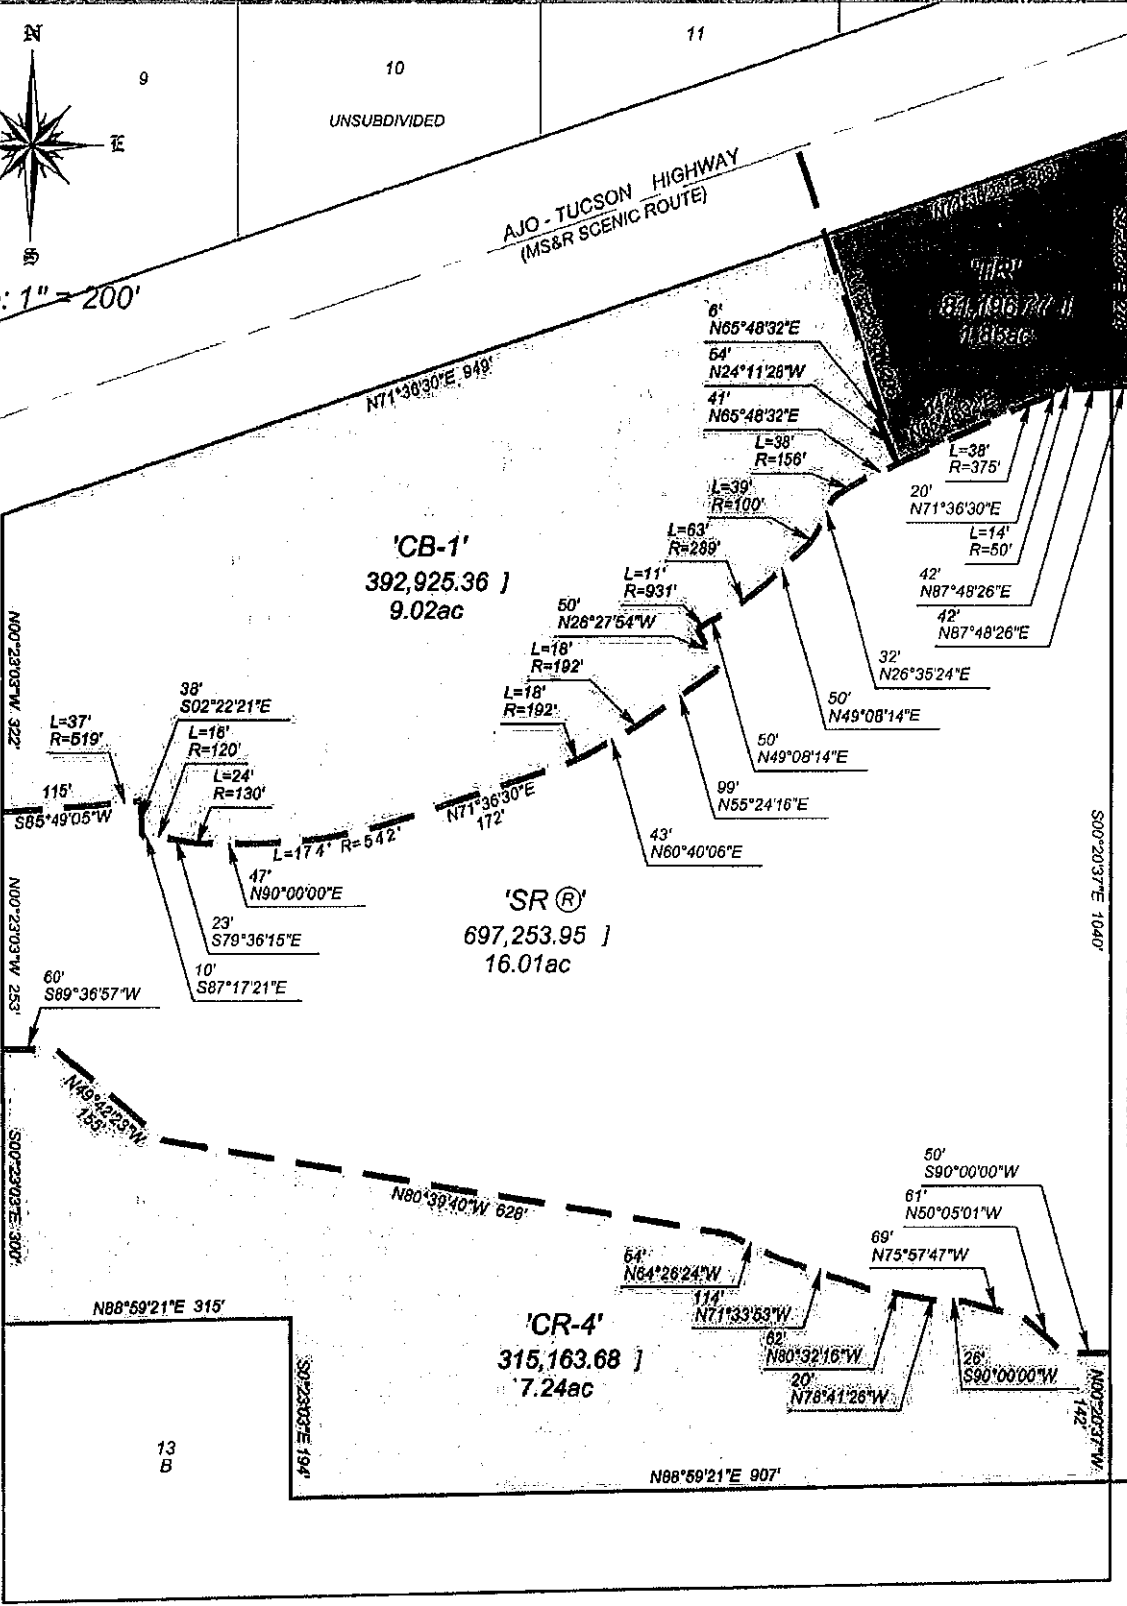 N
E
S
9
10
UNSUBDIVIDED
11
: 1" = 200'
AJO - TUCSON HIGHWAY
(MS&R SCENIC ROUTE)
N71°36'30"E 949'
'TR'
1.86ac
6'
N65°48'32"E
54'
N24°11'28"W
41'
N65°48'32"E
L=38'
R=156'
L=39'
R=100'
L=63'
R=289'
L=11'
R=931'
50'
N26°27'54"W
L=18'
R=192'
L=18'
R=192'
L=38'
R=375'
20'
N71°36'30"E
L=14'
R=50'
42'
N87°48'26"E
42'
N87°48'26"E
32'
N26°35'24"E
50'
N49°08'14"E
50'
N49°08'14"E
99'
N55°24'16"E
43'
N60°40'06"E
'CB-1'
392,925.36 ]
9.02ac
N00°23'03"W 322'
38'
S02°22'21"E
L=37'
R=519'
L=16'
R=120'
L=24'
R=130'
115'
S85°49'05"W
L=174' R=542'
N71°36'30"E
172'
47'
N90°00'00"E
23'
S79°36'15"E
10'
S87°17'21"E
'SR ®'
697,253.95 ]
16.01ac
S00°20'37"E 1040'
N00°23'03"W 253'
60'
S89°36'57"W
N49°42'23"W
155'
S00°23'03"E 300'
N80°39'40"W 628'
50'
S90°00'00"W
61'
N50°05'01"W
69'
N75°57'47"W
64'
N64°26'24"W
114'
N71°33'53"W
62'
N80°32'16"W
20'
N78°41'26"W
26'
S90°00'00"W
N00°20'37"W
142'
N88°59'21"E 315'
'CR-4'
315,163.68 ]
7.24ac
S0°23'03"E 194'
13
B
N88°59'21"E 907'